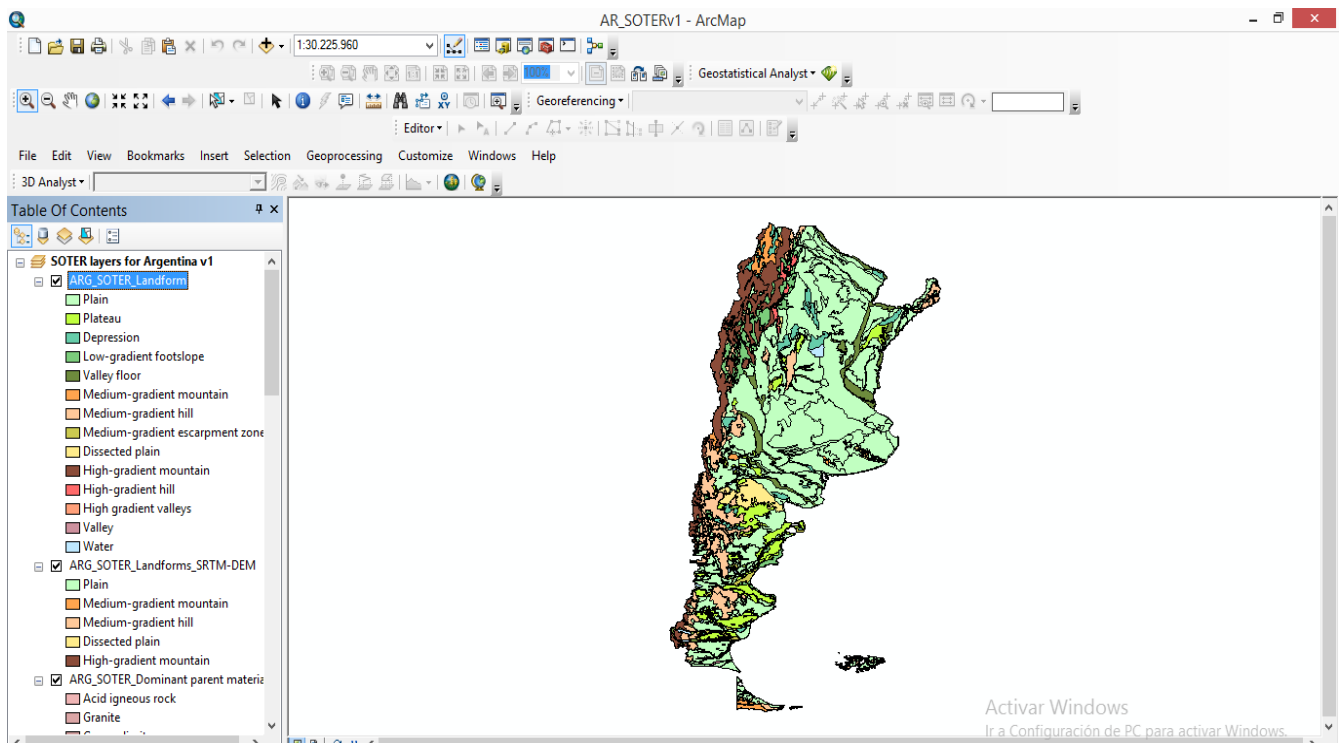 AR_SOTERv1 - ArcMap
1:30.225.960
100%
Geostatistical Analyst
Georeferencing
Editor
File Edit View Bookmarks Insert Selection Geoprocessing Customize Windows Help
3D Analyst
Table Of Contents
SOTER layers for Argentina v1
ARG_SOTER_Landform
Plain
Plateau
Depression
Low-gradient footslope
Valley floor
Medium-gradient mountain
Medium-gradient hill
Medium-gradient escarpment zone
Dissected plain
High-gradient mountain
High-gradient hill
High gradient valleys
Valley
Water
ARG_SOTER_Landforms_SRTM-DEM
Plain
Medium-gradient mountain
Medium-gradient hill
Dissected plain
High-gradient mountain
ARG_SOTER_Dominant parent materia
Acid igneous rock
Granite
Activar Windows
Ir a Configuración de PC para activar Windows.